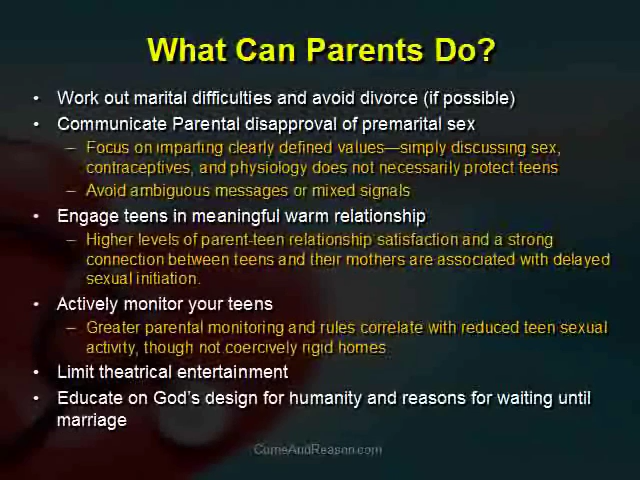 What Can Parents Do?
• Work out marital difficulties and avoid divorce (if possible)
• Communicate Parental disapproval of premarital sex
– Focus on imparting clearly defined values—simply discussing sex,
contraceptives, and physiology does not necessarily protect teens
– Avoid ambiguous messages or mixed signals
• Engage teens in meaningful warm relationship
– Higher levels of parent-teen relationship satisfaction and a strong
connection between teens and their mothers are associated with delayed
sexual initiation.
• Actively monitor your teens
– Greater parental monitoring and rules correlate with reduced teen sexual
activity, though not coercively rigid homes
• Limit theatrical entertainment
• Educate on God's design for humanity and reasons for waiting until
marriage
ComeAndReason.com